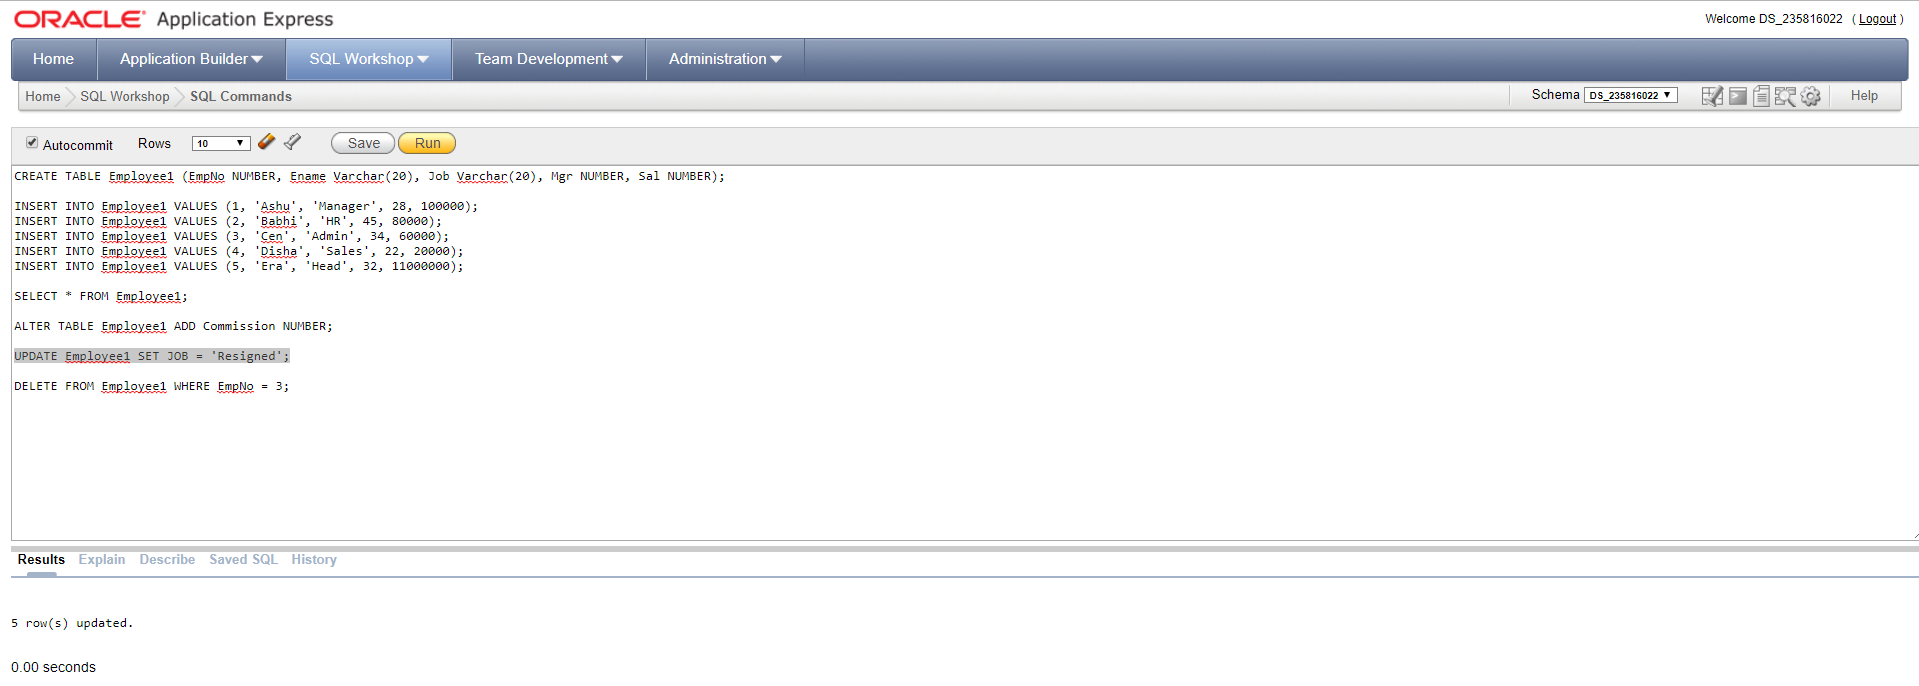 ORACLE® Application Express
Welcome DS_235816022 ( Logout )
Home Application Builder SQL Workshop Team Development Administration
Home SQL Workshop SQL Commands Schema DS_235816022 Help
Autocommit Rows 10 Save Run
CREATE TABLE Employee1 (EmpNo NUMBER, Ename Varchar(20), Job Varchar(20), Mgr NUMBER, Sal NUMBER);
INSERT INTO Employee1 VALUES (1, 'Ashu', 'Manager', 28, 100000);
INSERT INTO Employee1 VALUES (2, 'Babhi', 'HR', 45, 80000);
INSERT INTO Employee1 VALUES (3, 'Cen', 'Admin', 34, 60000);
INSERT INTO Employee1 VALUES (4, 'Disha', 'Sales', 22, 20000);
INSERT INTO Employee1 VALUES (5, 'Era', 'Head', 32, 11000000);
SELECT * FROM Employee1;
ALTER TABLE Employee1 ADD Commission NUMBER;
UPDATE Employee1 SET JOB = 'Resigned';
DELETE FROM Employee1 WHERE EmpNo = 3;
Results Explain Describe Saved SQL History
5 row(s) updated.
0.00 seconds